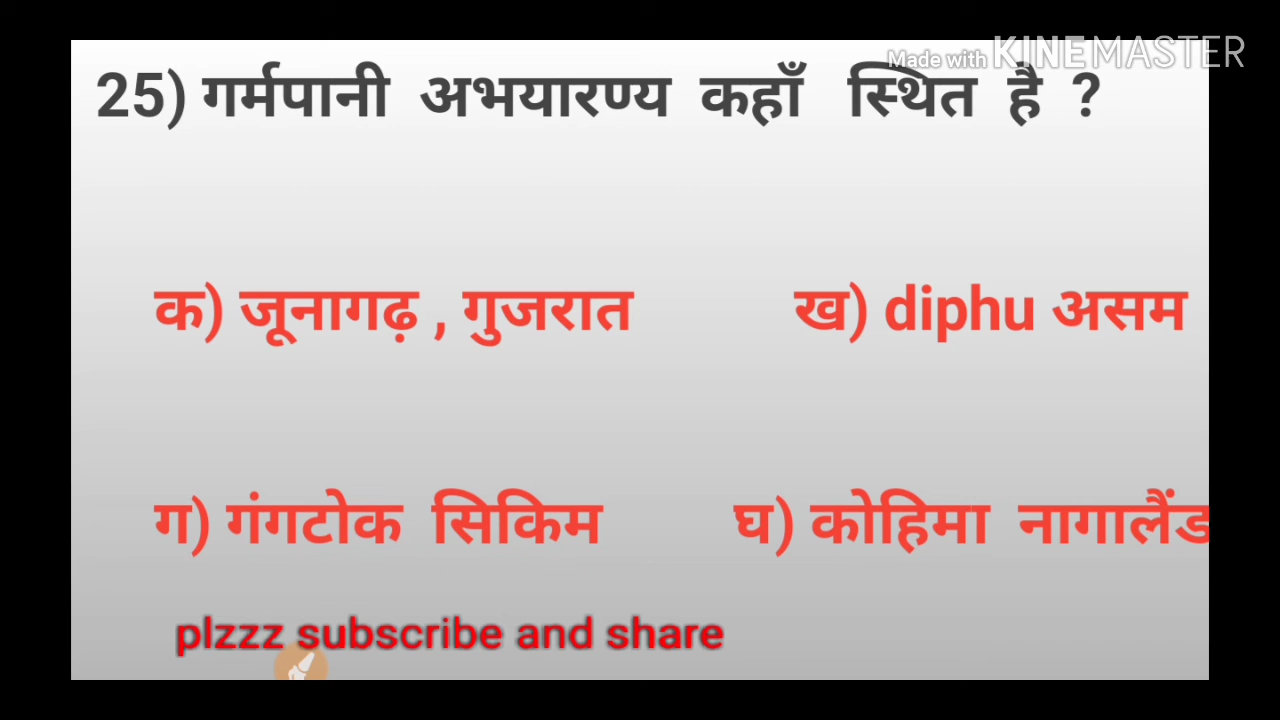 Made with KINEMASTER
25) गर्मपानी अभयारण्य कहाँ स्थित है ?
क) जूनागढ़ , गुजरात ख) diphu असम
ग) गंगटोक सिकिम घ) कोहिमा नागालैंड
plzzz subscribe and share